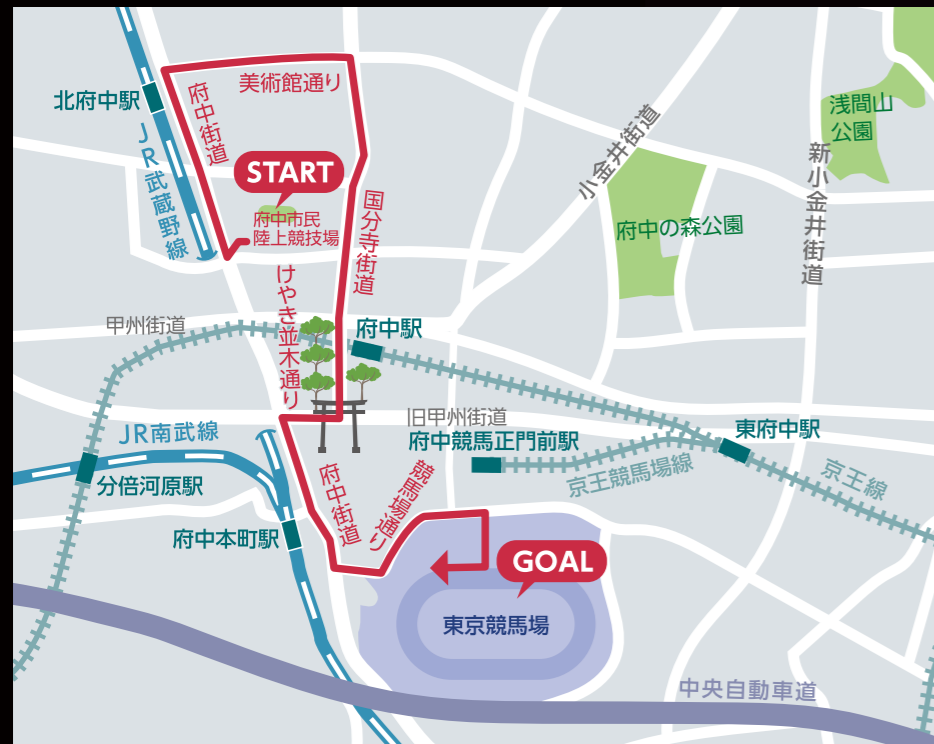 美術館通り
北府中駅
府中街道
浅間山
公園
JR武蔵野線
小金井街道
新小金井街道
START
府中市民
陸上競技場
国分寺街道
府中の森公園
けやき並木通り
甲州街道
府中駅
旧甲州街道
JR南武線
府中競馬正門前駅
東府中駅
京王競馬場線
京王線
分倍河原駅
府中街道
競馬場通り
府中本町駅
GOAL
東京競馬場
中央自動車道